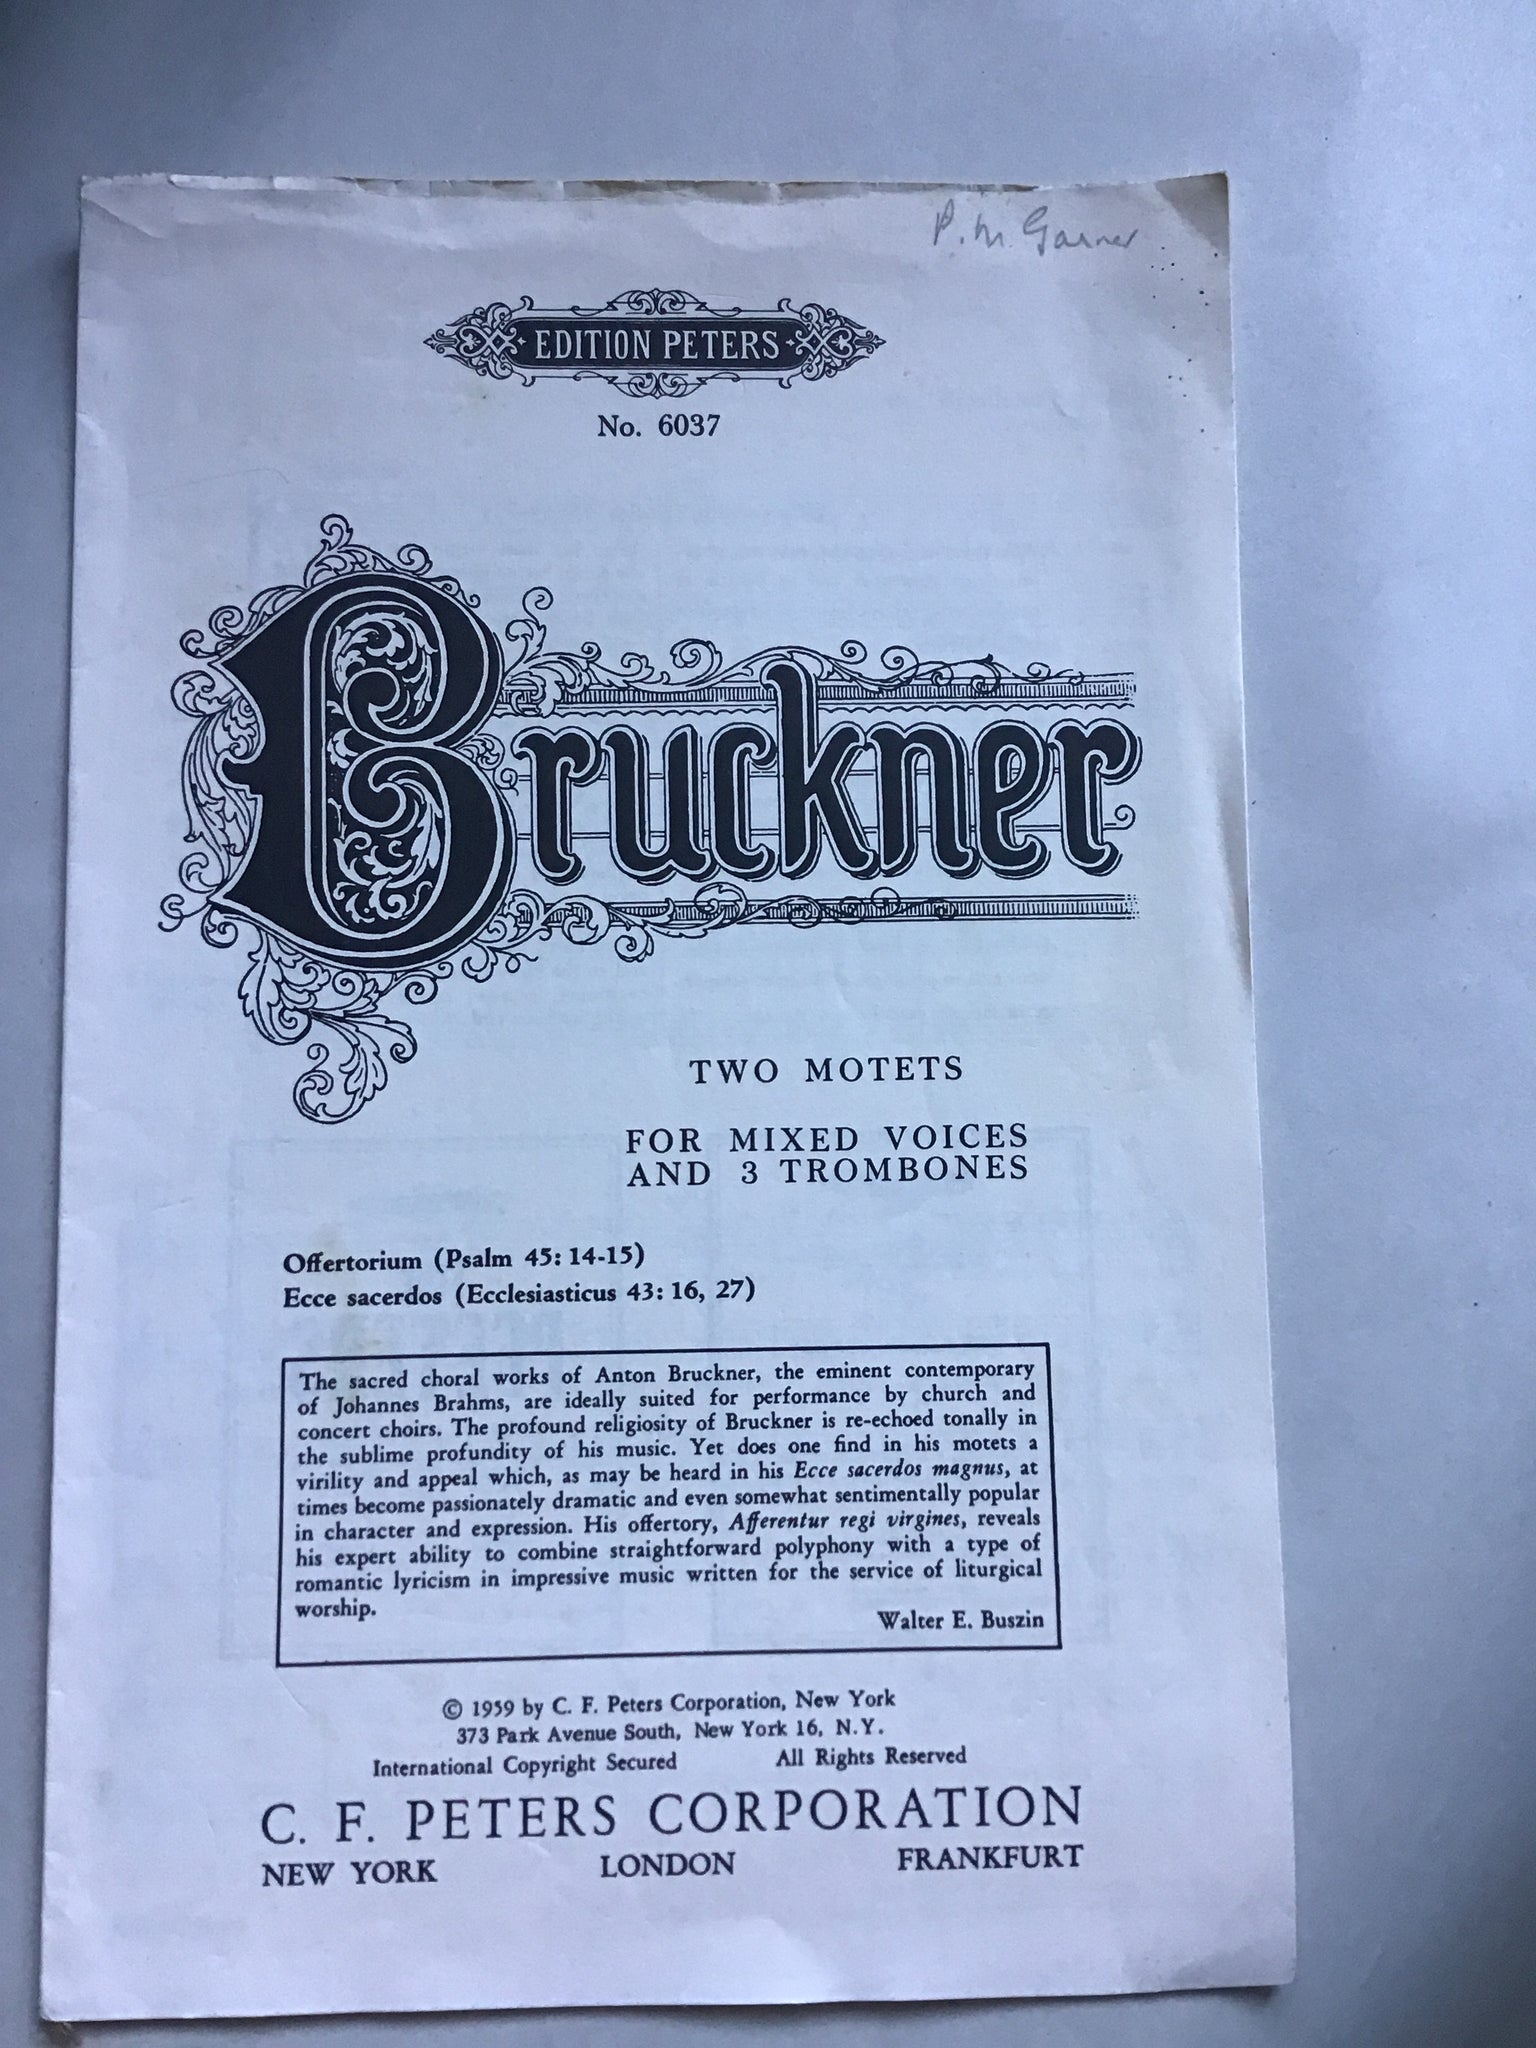 P. M. Garner
EDITION PETERS
No. 6037
Bruckner
TWO MOTETS
FOR MIXED VOICES
AND 3 TROMBONES
Offertorium (Psalm 45: 14-15)
Ecce sacerdos (Ecclesiasticus 43: 16, 27)
The sacred choral works of Anton Bruckner, the eminent contemporary
of Johannes Brahms, are ideally suited for performance by church and
concert choirs. The profound religiosity of Bruckner is re-echoed tonally in
the sublime profundity of his music. Yet does one find in his motets a
virility and appeal which, as may be heard in his Ecce sacerdos magnus, at
times become passionately dramatic and even somewhat sentimentally popular
in character and expression. His offertory, Afferentur regi virgines, reveals
his expert ability to combine straightforward polyphony with a type of
romantic lyricism in impressive music written for the service of liturgical
worship.
Walter E. Buszin
© 1959 by C. F. Peters Corporation, New York
373 Park Avenue South, New York 16, N.Y.
International Copyright Secured All Rights Reserved
C. F. PETERS CORPORATION
NEW YORK LONDON FRANKFURT